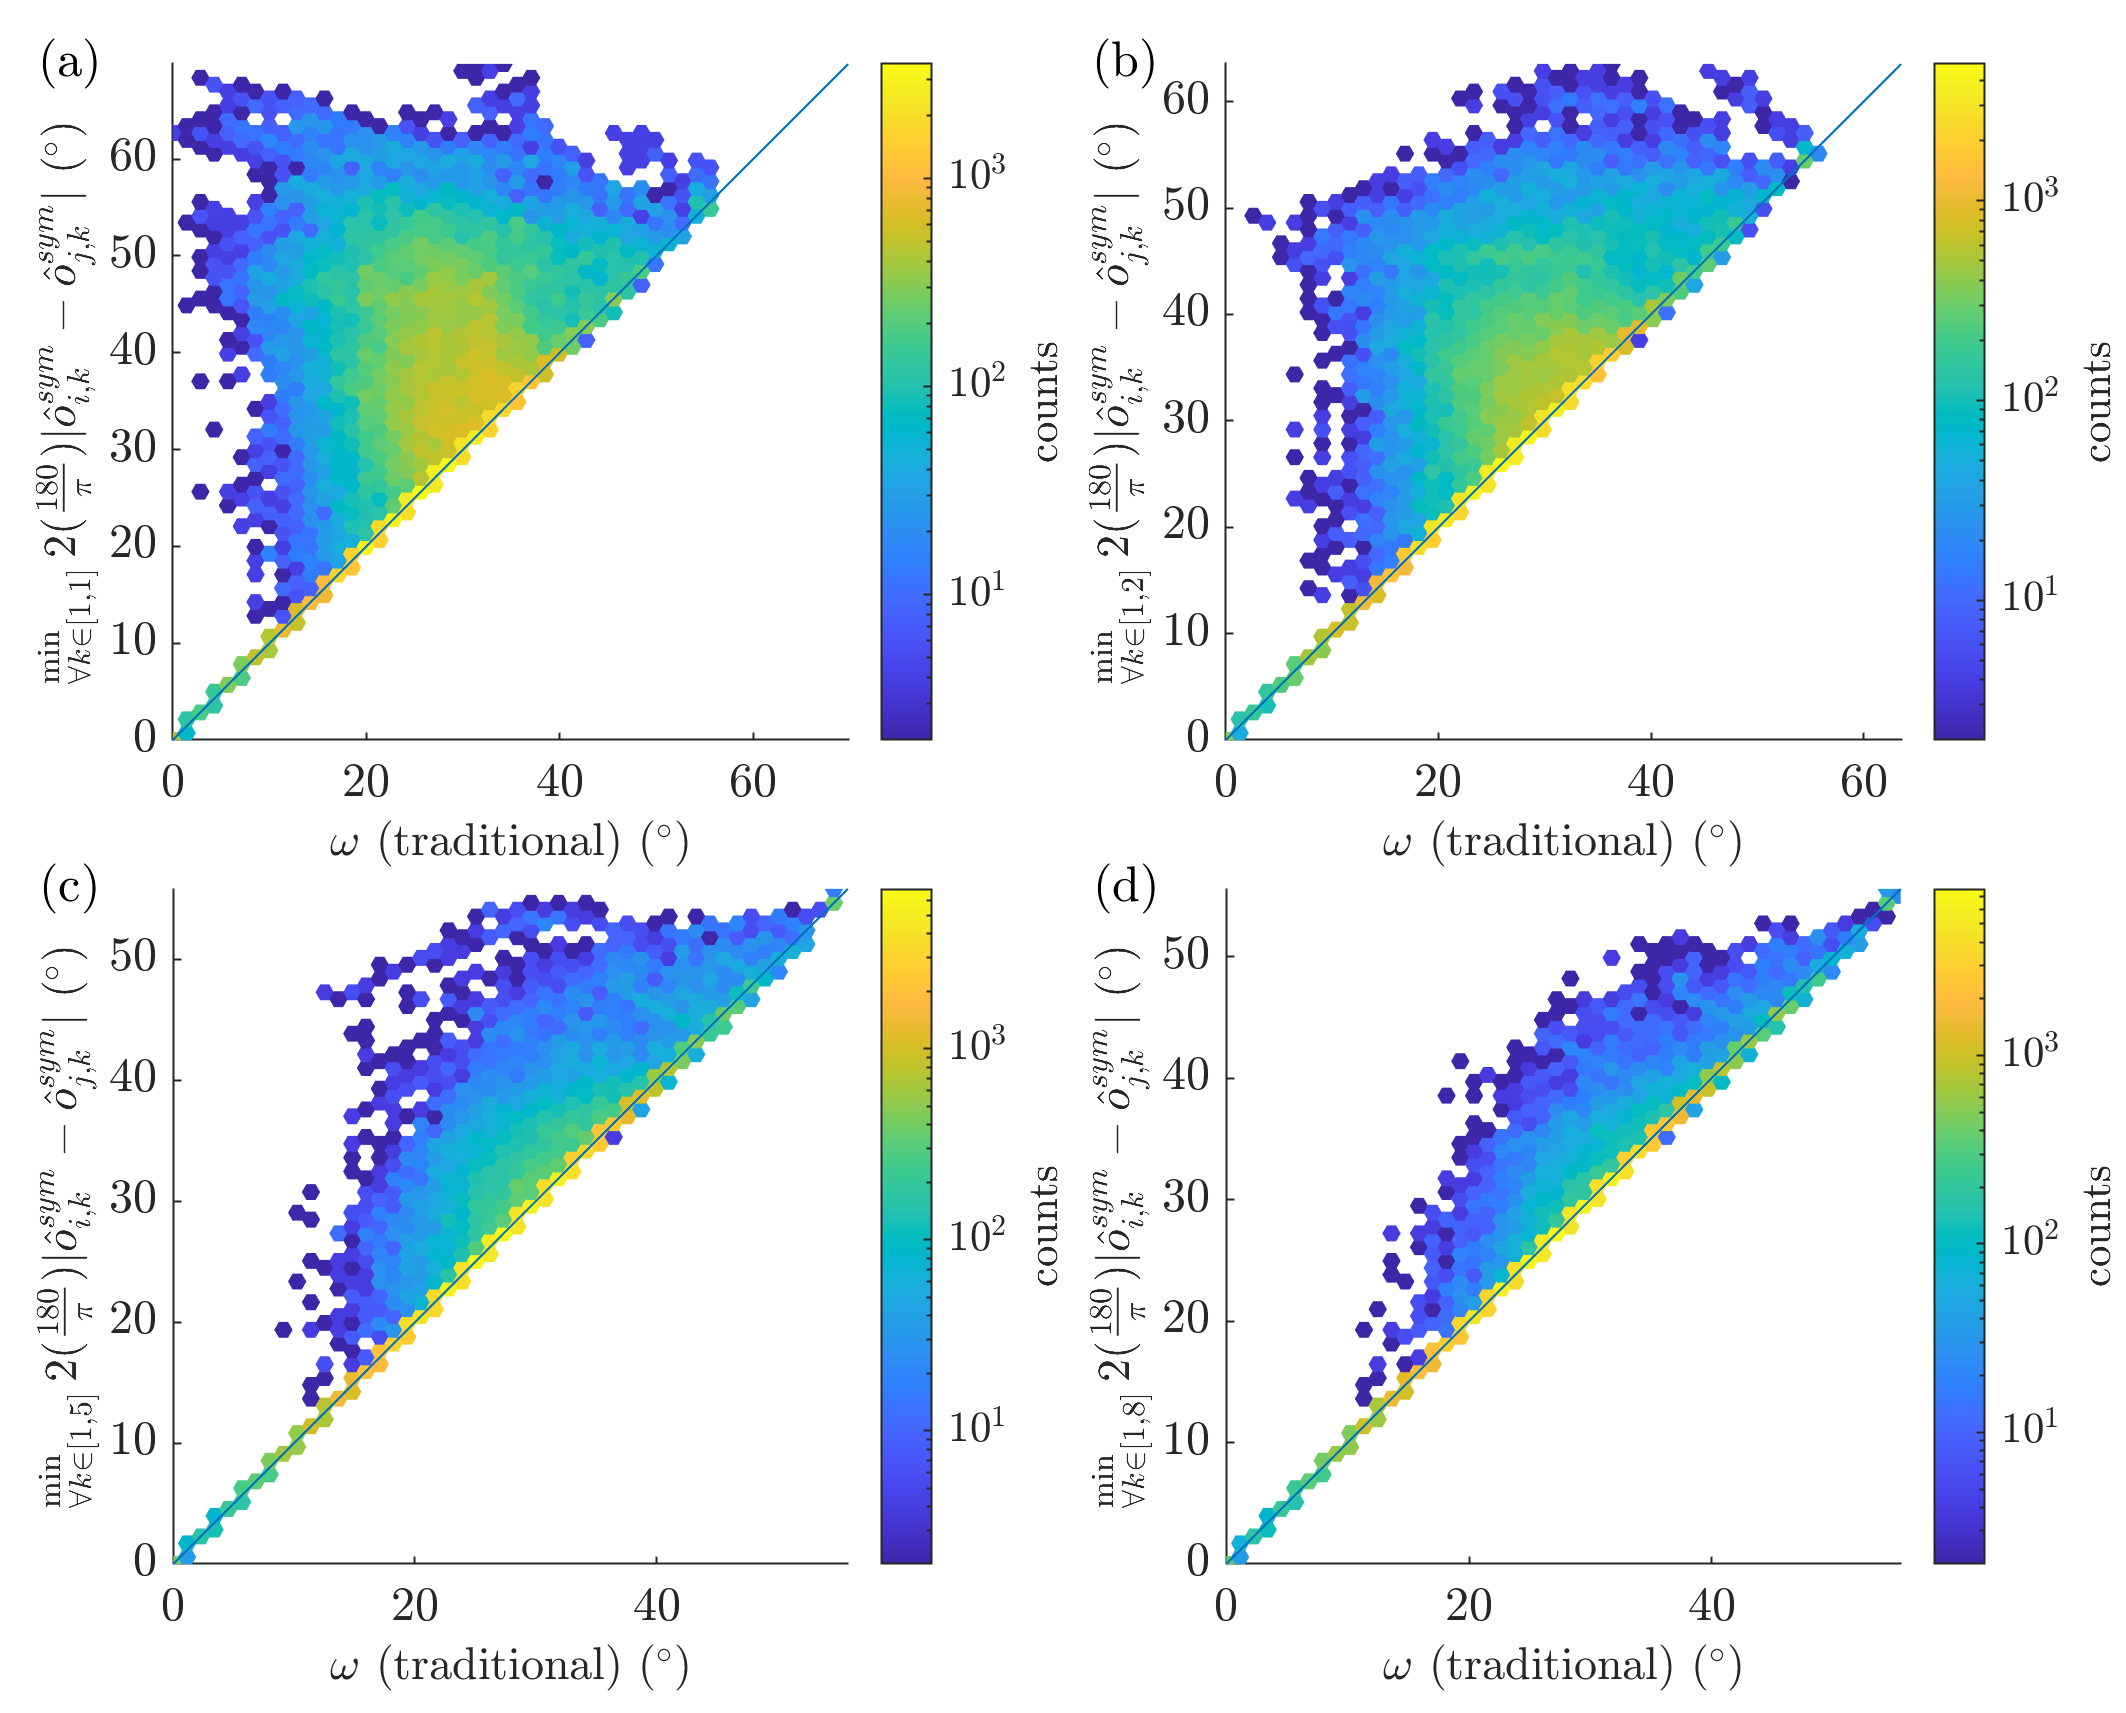 (a)
min ∀k∈[1,1] 2(180/π)|ô^{sym}_{i,k} − ô^{sym}_{j,k}| (°)
60
50
40
30
20
10
0
0 20 40 60
ω (traditional) (°)
10^3
10^2
10^1
counts
(b)
min ∀k∈[1,2] 2(180/π)|ô^{sym}_{i,k} − ô^{sym}_{j,k}| (°)
60
50
40
30
20
10
0
0 20 40 60
ω (traditional) (°)
10^3
10^2
10^1
counts
(c)
min ∀k∈[1,5] 2(180/π)|ô^{sym}_{i,k} − ô^{sym}_{j,k}| (°)
50
40
30
20
10
0
0 20 40
ω (traditional) (°)
10^3
10^2
10^1
counts
(d)
min ∀k∈[1,8] 2(180/π)|ô^{sym}_{i,k} − ô^{sym}_{j,k}| (°)
50
40
30
20
10
0
0 20 40
ω (traditional) (°)
10^3
10^2
10^1
counts